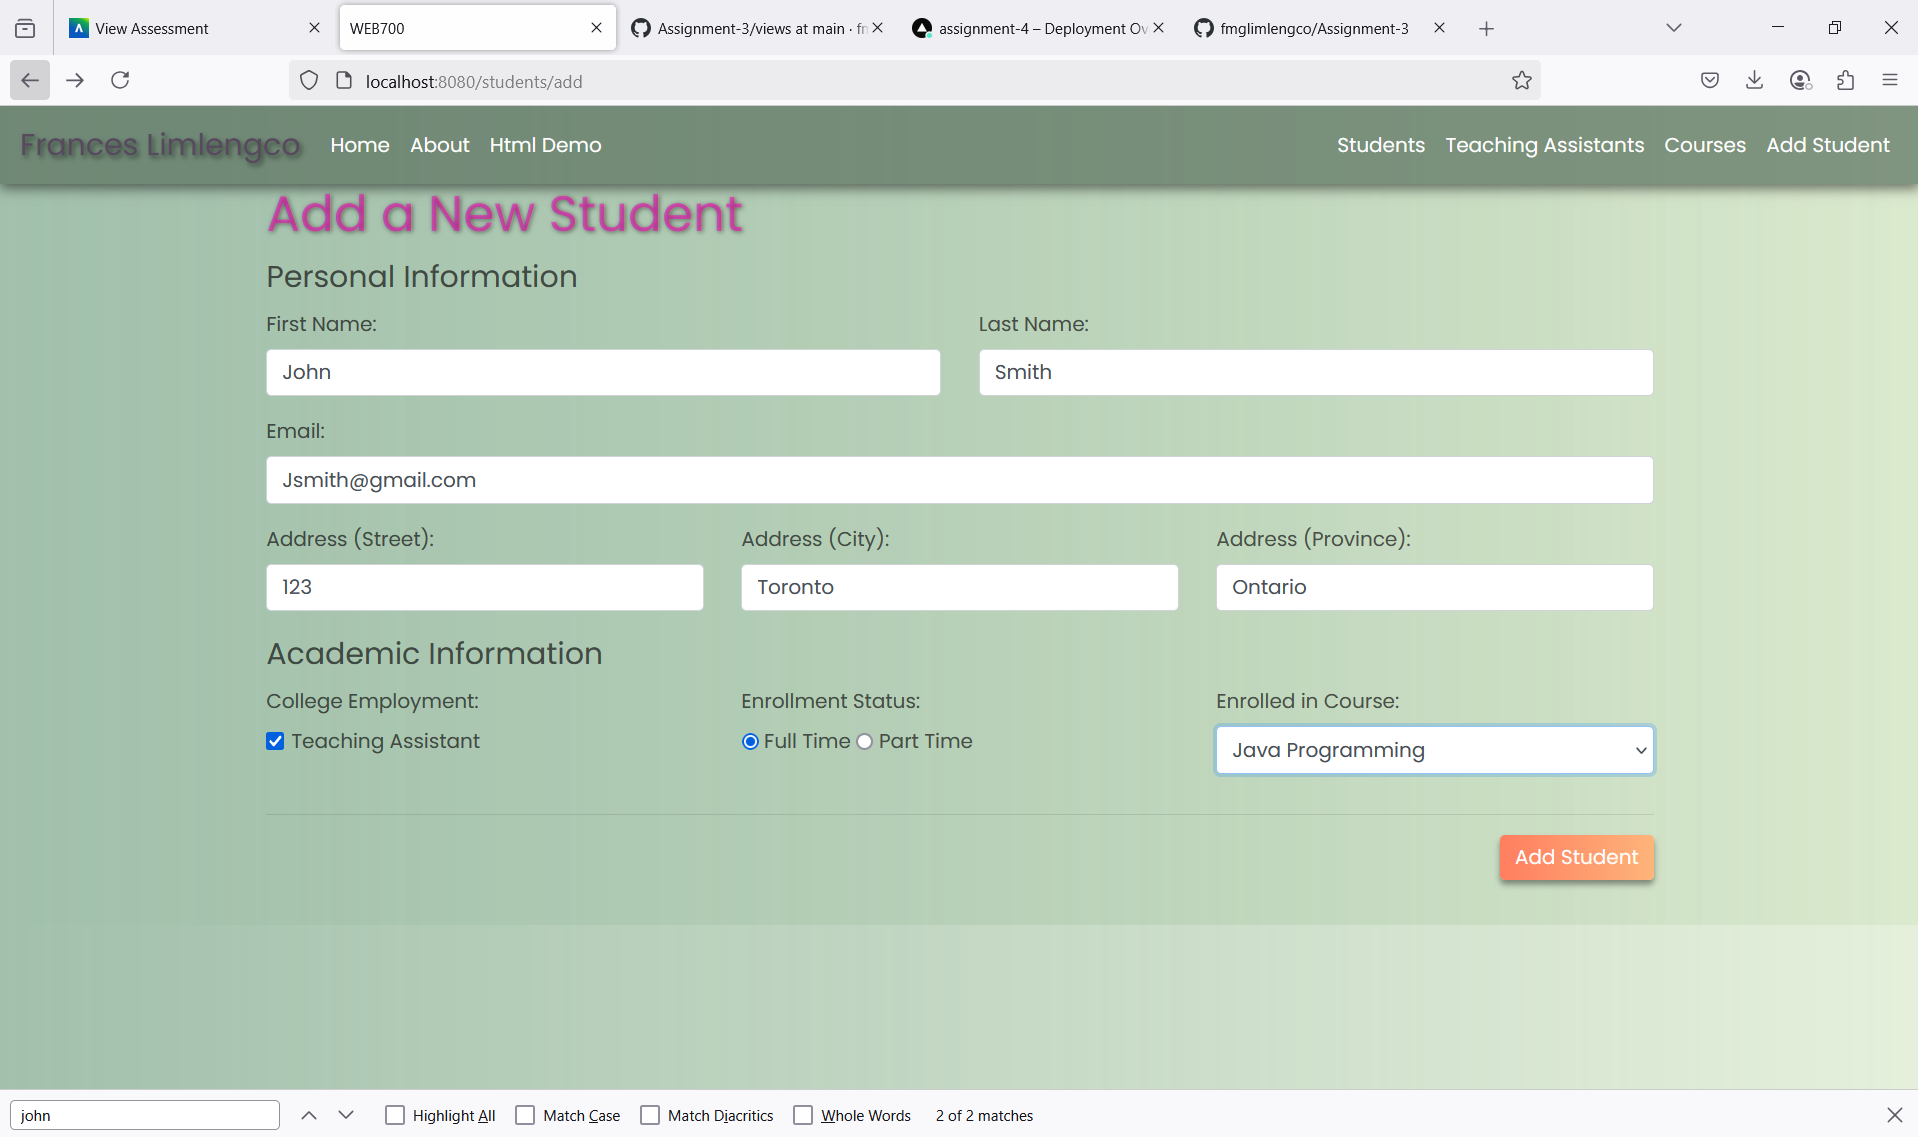 View Assessment
WEB700
Assignment-3/views at main · fm
assignment-4 – Deployment Ov
fmglimlengco/Assignment-3
localhost:8080/students/add
Frances Limlengco Home About Html Demo Students Teaching Assistants Courses Add Student
Add a New Student
Personal Information
First Name: Last Name:
John Smith
Email:
Jsmith@gmail.com
Address (Street): Address (City): Address (Province):
123 Toronto Ontario
Academic Information
College Employment: Enrollment Status: Enrolled in Course:
Teaching Assistant Full Time Part Time Java Programming
Add Student
john Highlight All Match Case Match Diacritics Whole Words 2 of 2 matches